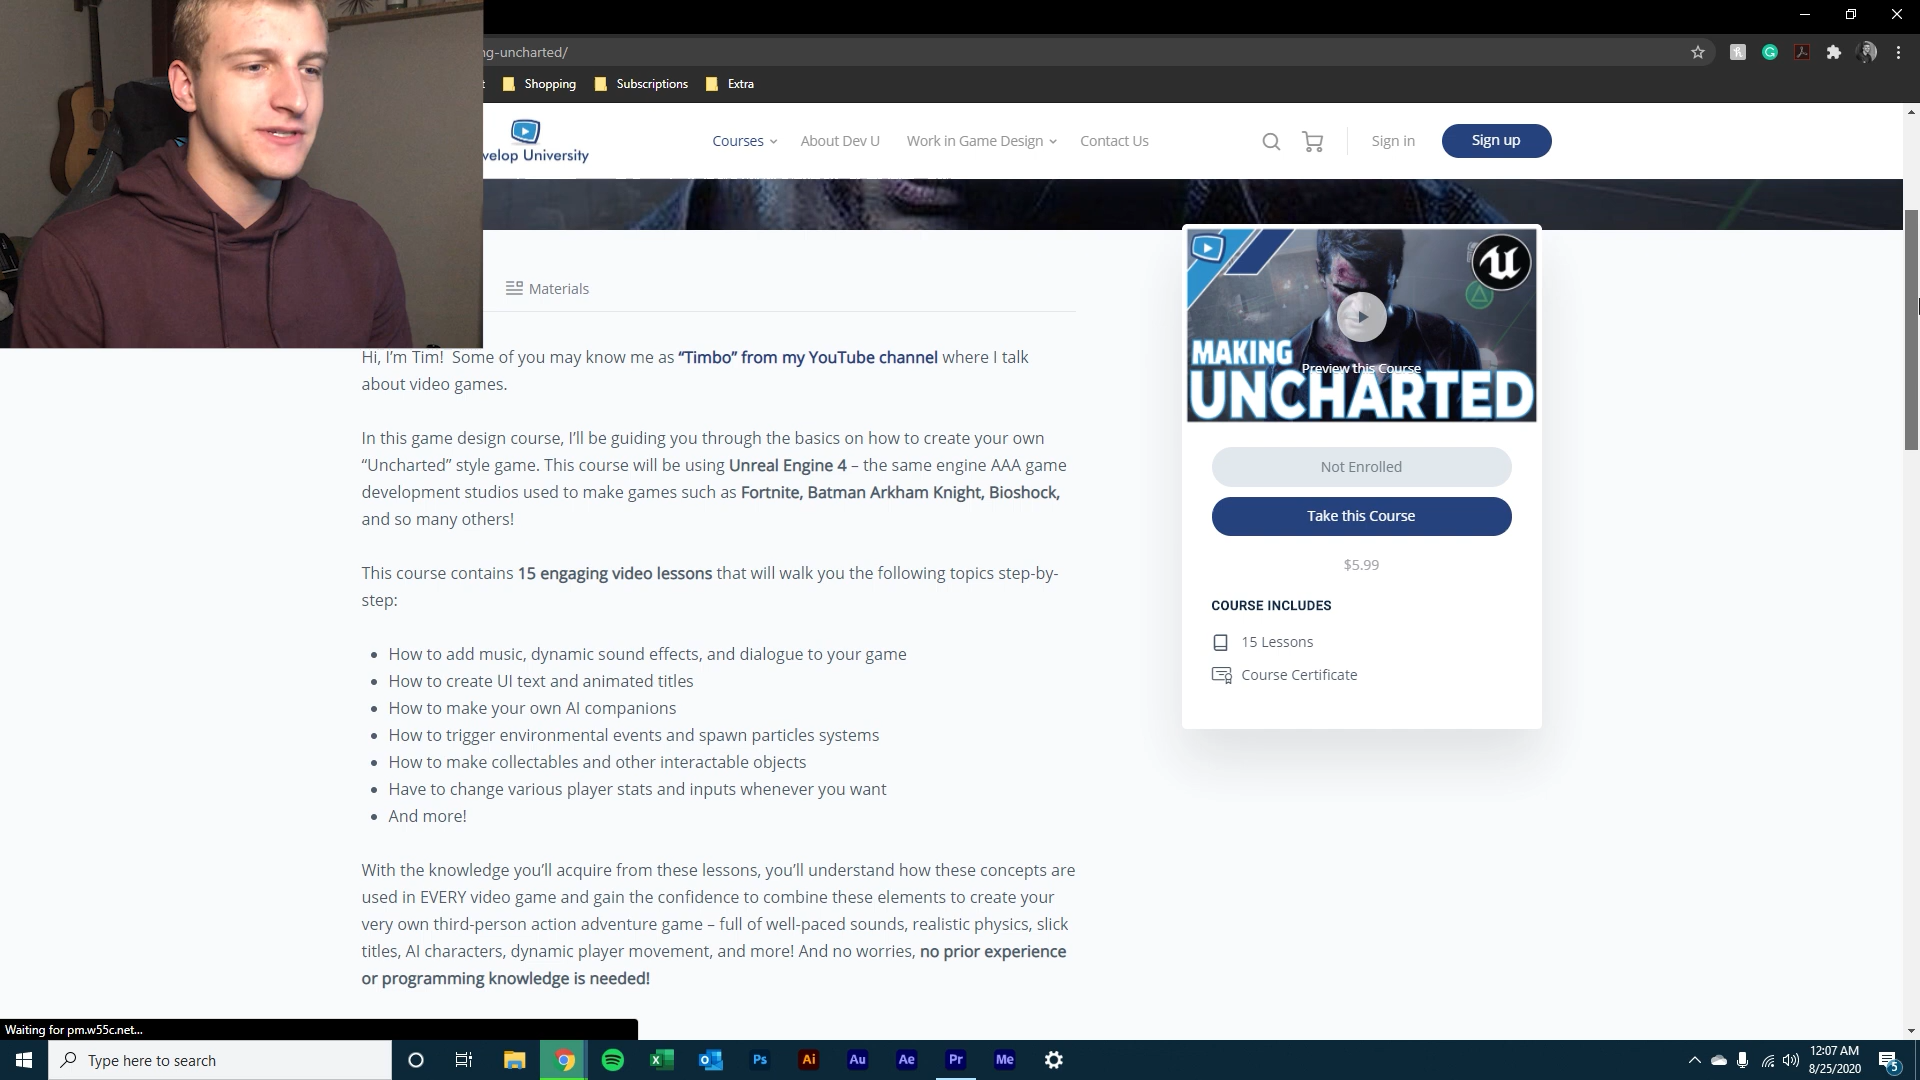 ng-uncharted/
Shopping
Subscriptions
Extra
velop University
Courses
About Dev U
Work in Game Design
Contact Us
Sign in
Sign up
Materials
Hi, I'm Tim! Some of you may know me as “Timbo” from my YouTube channel where I talk
about video games.
In this game design course, I'll be guiding you through the basics on how to create your own
“Uncharted” style game. This course will be using Unreal Engine 4 – the same engine AAA game
development studios used to make games such as Fortnite, Batman Arkham Knight, Bioshock,
and so many others!
This course contains 15 engaging video lessons that will walk you the following topics step-by-
step:
How to add music, dynamic sound effects, and dialogue to your game
How to create UI text and animated titles
How to make your own AI companions
How to trigger environmental events and spawn particles systems
How to make collectables and other interactable objects
Have to change various player stats and inputs whenever you want
And more!
With the knowledge you'll acquire from these lessons, you'll understand how these concepts are
used in EVERY video game and gain the confidence to combine these elements to create your
very own third-person action adventure game – full of well-paced sounds, realistic physics, slick
titles, AI characters, dynamic player movement, and more! And no worries, no prior experience
or programming knowledge is needed!
MAKING
Preview this Course
UNCHARTED
Not Enrolled
Take this Course
$5.99
COURSE INCLUDES
15 Lessons
Course Certificate
Waiting for pm.w55c.net...
Type here to search
Ps
Ai
Au
Ae
Pr
Me
12:07 AM
8/25/2020
5